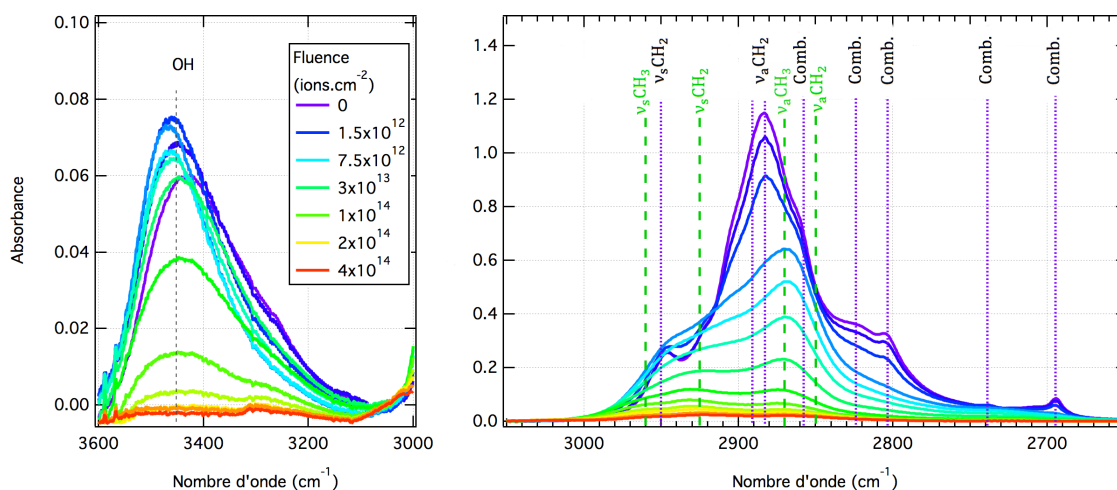 Absorbance
0.10
0.08
0.06
0.04
0.02
0.00
OH
Fluence
(ions.cm⁻²)
0
1.5x10¹²
7.5x10¹²
3x10¹³
1x10¹⁴
2x10¹⁴
4x10¹⁴
3600
3400
3200
3000
Nombre d'onde (cm⁻¹)
1.4
1.2
1.0
0.8
0.6
0.4
0.2
0.0
νₛCH₃
νₛCH₂
νₛCH₂
νₐCH₂
νₐCH₃
Comb.
νₐCH₂
Comb.
Comb.
Comb.
Comb.
3000
2900
2800
2700
Nombre d'onde (cm⁻¹)